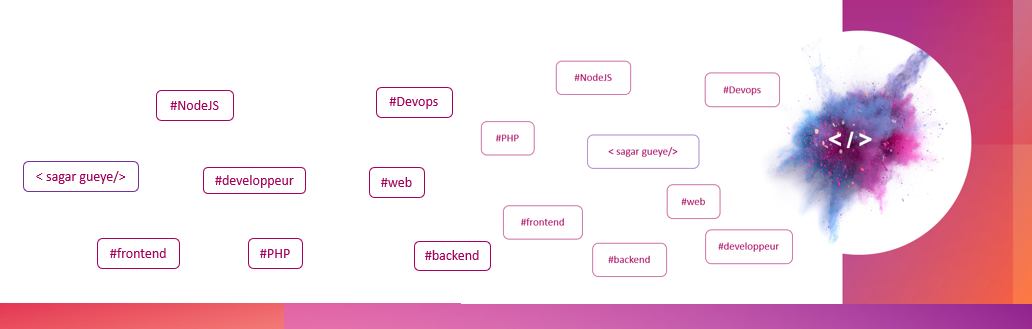 #NodeJS
#Devops
< sagar gueye/>
#developpeur
#web
#frontend
#PHP
#backend
#NodeJS
#Devops
#PHP
< sagar gueye/>
#web
#frontend
#developpeur
#backend
</>